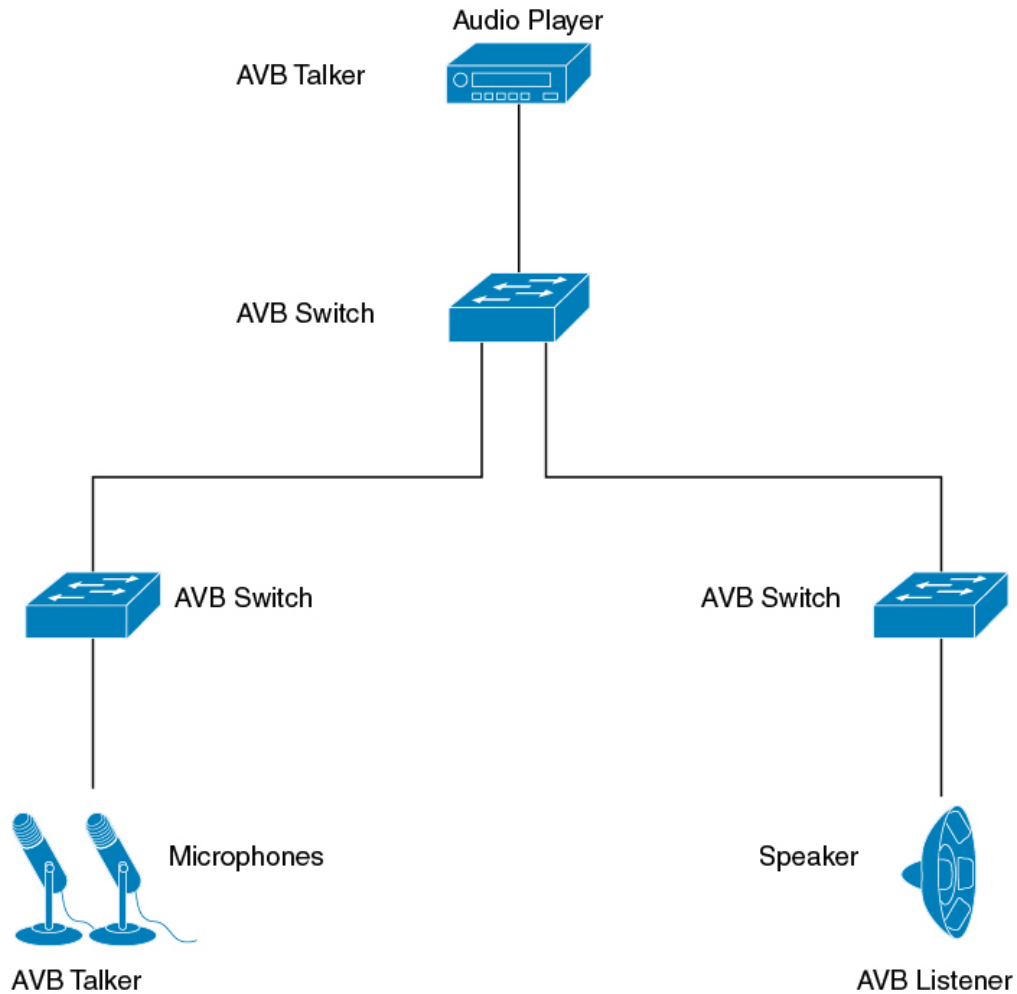 Audio Player
AVB Talker
AVB Switch
AVB Switch
AVB Switch
Microphones
Speaker
AVB Talker
AVB Listener